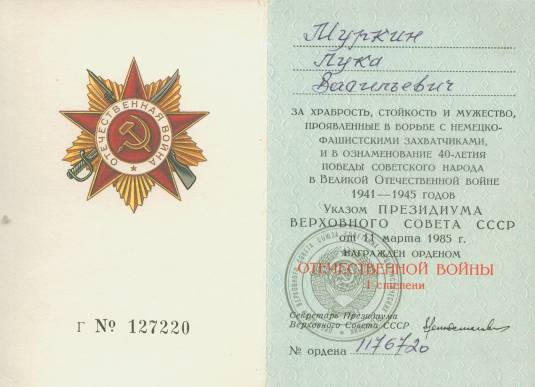 ОТЕЧЕСТВЕННАЯ ВОЙНА
Г № 127220
Муркин
Лука
Васильевич
ЗА ХРАБРОСТЬ, СТОЙКОСТЬ И МУЖЕСТВО,
ПРОЯВЛЕННЫЕ В БОРЬБЕ С НЕМЕЦКО-
ФАШИСТСКИМИ ЗАХВАТЧИКАМИ,
И В ОЗНАМЕНОВАНИЕ 40-ЛЕТИЯ
ПОБЕДЫ СОВЕТСКОГО НАРОДА
В ВЕЛИКОЙ ОТЕЧЕСТВЕННОЙ ВОЙНЕ
1941—1945 ГОДОВ
УКАЗОМ ПРЕЗИДИУМА
ВЕРХОВНОГО СОВЕТА СССР
от 11 марта 1985 г.
НАГРАЖДЕН ОРДЕНОМ
ОТЕЧЕСТВЕННОЙ ВОЙНЫ
I степени
Секретарь Президиума
Верховного Совета СССР
№ ордена 1176720